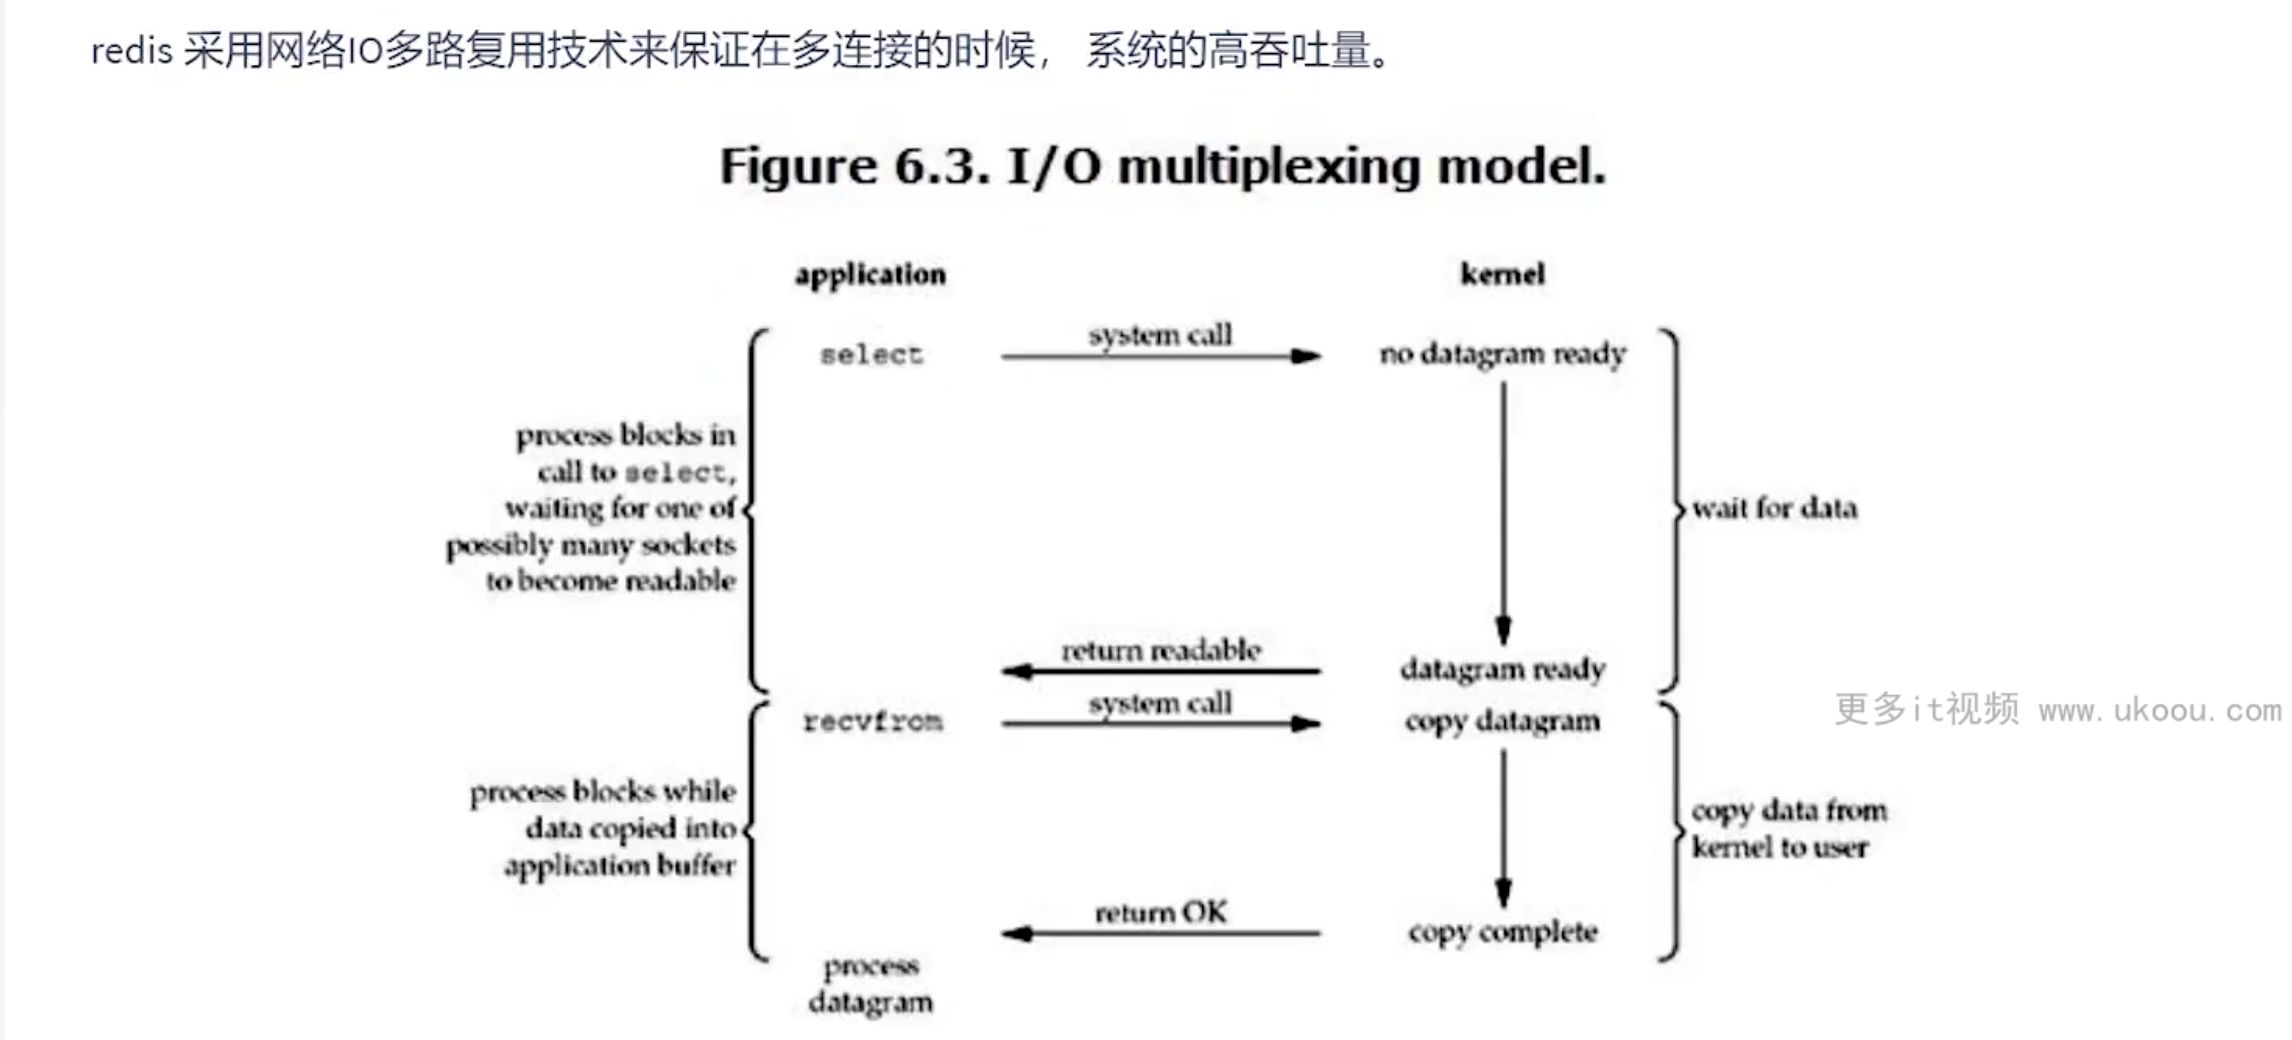 redis 采用网络IO多路复用技术来保证在多连接的时候， 系统的高吞吐量。
Figure 6.3. I/O multiplexing model.
application
kernel
select
system call
no datagram ready
process blocks in
call to select,
waiting for one of
possibly many sockets
to become readable
wait for data
return readable
datagram ready
recvfrom
system call
copy datagram
更多it视频 www.ukoou.com
process blocks while
data copied into
application buffer
copy data from
kernel to user
return OK
copy complete
process
datagram